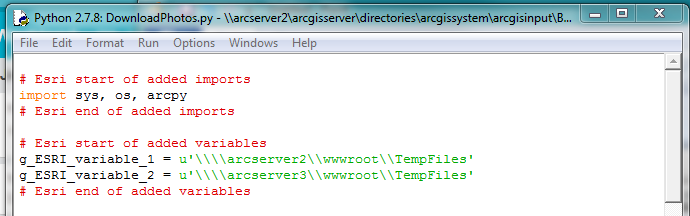 Python 2.7.8: DownloadPhotos.py - \\arcserver2\arcgisserver\directories\arcgissystem\arcgisinput\B...
File Edit Format Run Options Windows Help
# Esri start of added imports
import sys, os, arcpy
# Esri end of added imports
# Esri start of added variables
g_ESRI_variable_1 = u'\\\\arcserver2\\wwwroot\\TempFiles'
g_ESRI_variable_2 = u'\\\\arcserver3\\wwwroot\\TempFiles'
# Esri end of added variables